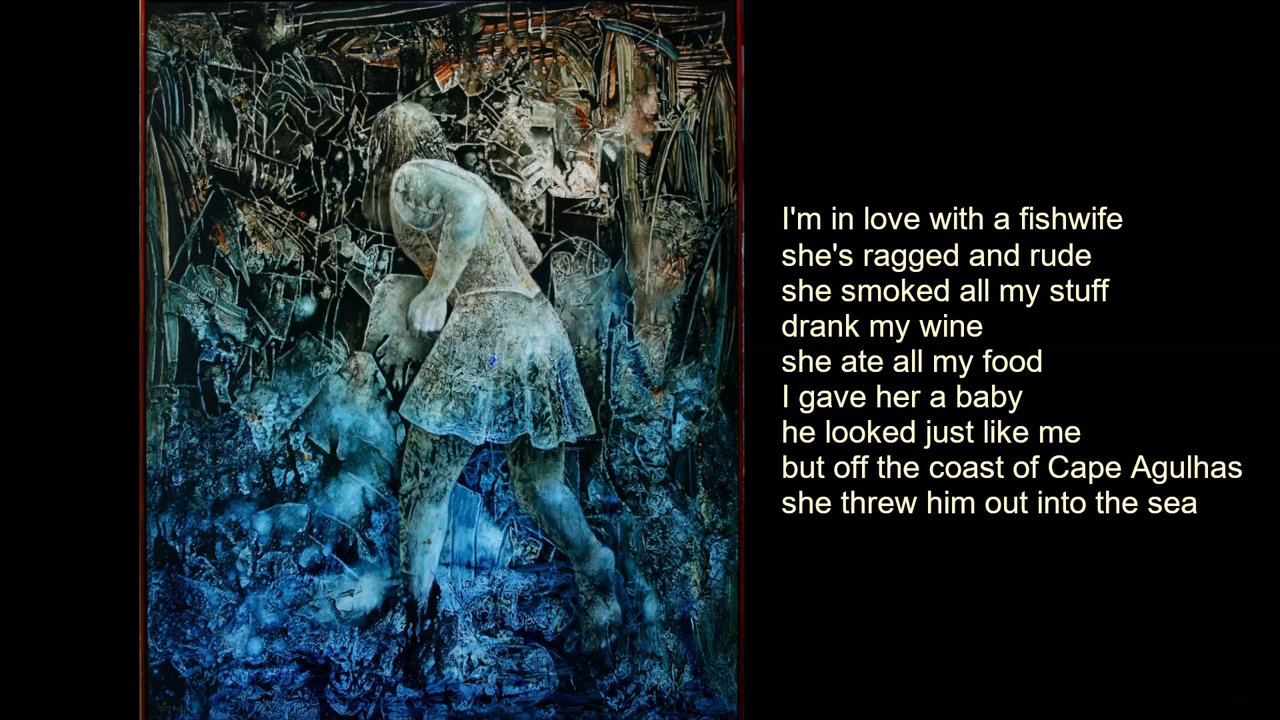 I'm in love with a fishwife
she's ragged and rude
she smoked all my stuff
drank my wine
she ate all my food
I gave her a baby
he looked just like me
but off the coast of Cape Agulhas
she threw him out into the sea